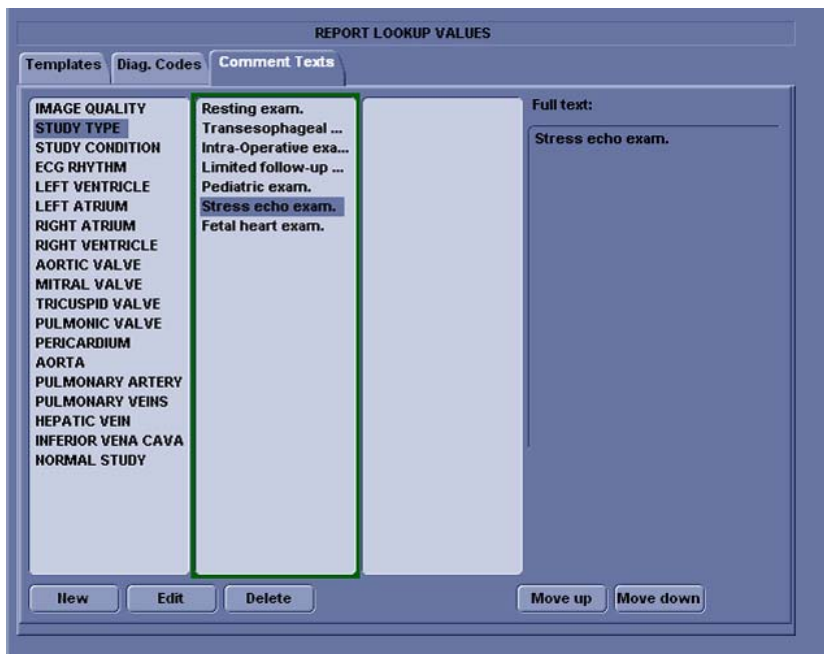 REPORT LOOKUP VALUES
Templates
Diag. Codes
Comment Texts
IMAGE QUALITY
STUDY TYPE
STUDY CONDITION
ECG RHYTHM
LEFT VENTRICLE
LEFT ATRIUM
RIGHT ATRIUM
RIGHT VENTRICLE
AORTIC VALVE
MITRAL VALVE
TRICUSPID VALVE
PULMONIC VALVE
PERICARDIUM
AORTA
PULMONARY ARTERY
PULMONARY VEINS
HEPATIC VEIN
INFERIOR VENA CAVA
NORMAL STUDY
Resting exam.
Transesophageal ...
Intra-Operative exa...
Limited follow-up ...
Pediatric exam.
Stress echo exam.
Fetal heart exam.
Full text:
Stress echo exam.
New
Edit
Delete
Move up
Move down